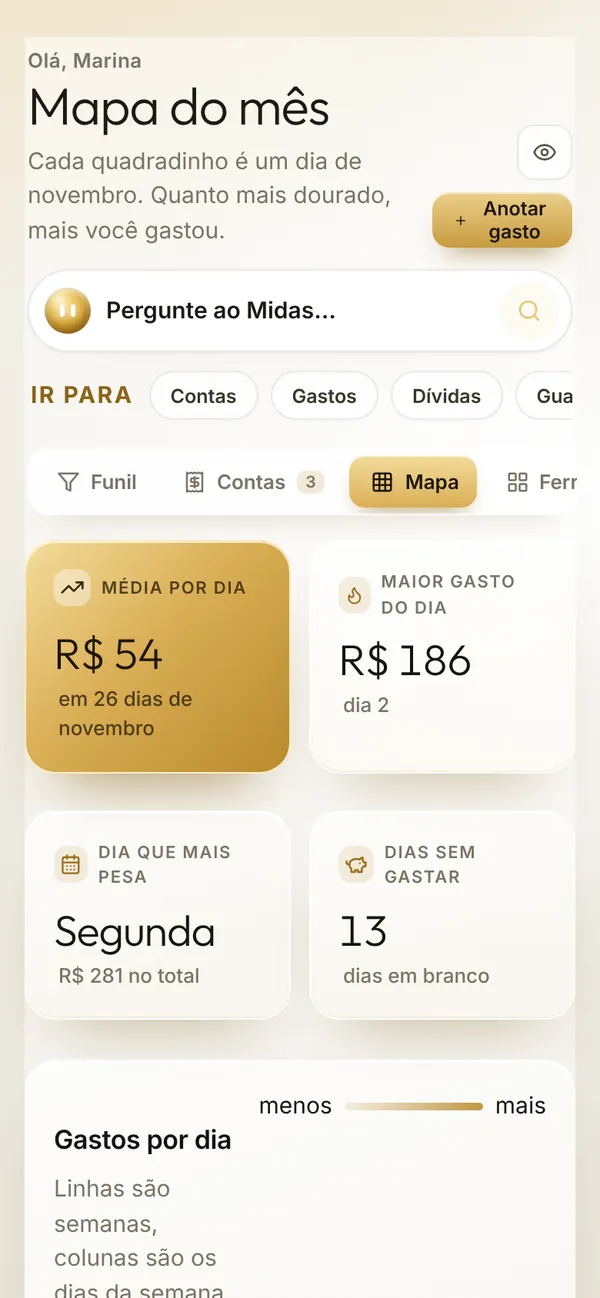 Olá, Marina
Mapa do mês
Cada quadradinho é um dia de
novembro. Quanto mais dourado,
mais você gastou.
+ Anotar
gasto
Pergunte ao Midas...
IR PARA
Contas
Gastos
Dívidas
Gua
Funil
Contas 3
Mapa
Ferr
MÉDIA POR DIA
R$ 54
em 26 dias de
novembro
MAIOR GASTO
DO DIA
R$ 186
dia 2
DIA QUE MAIS
PESA
Segunda
R$ 281 no total
DIAS SEM
GASTAR
13
dias em branco
menos
mais
Gastos por dia
Linhas são
semanas,
colunas são os
dias da semana